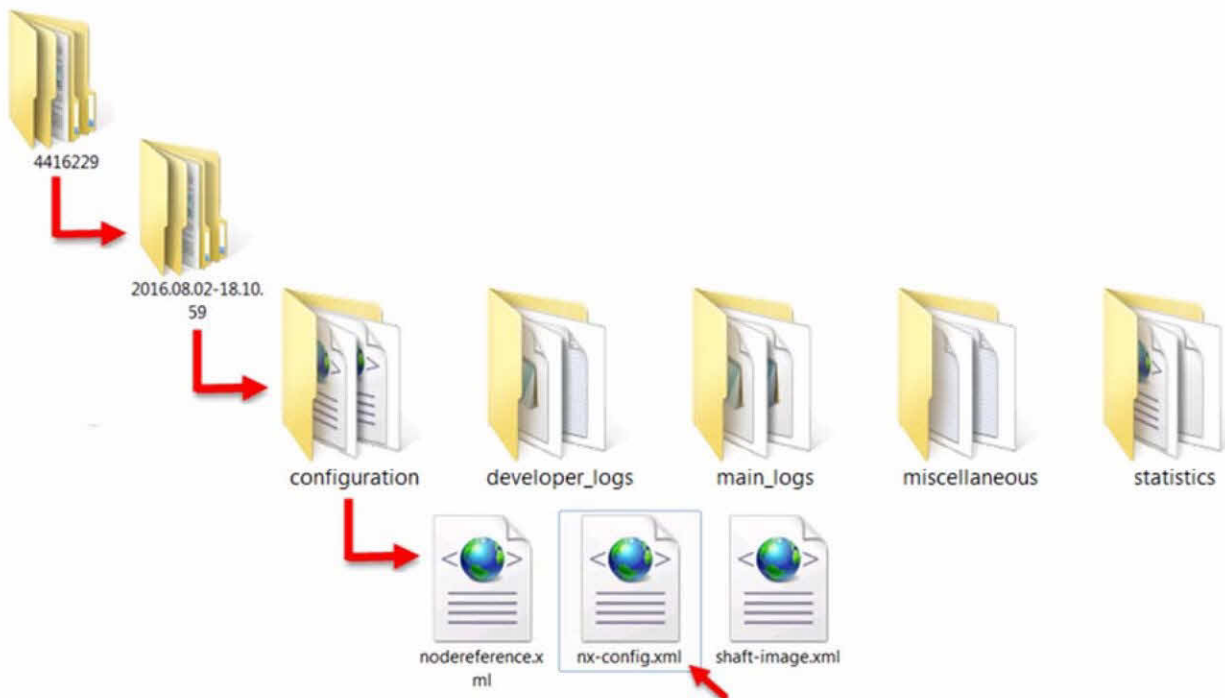 4416229
2016.08.02-18.10.
59
configuration
developer_logs
main_logs
miscellaneous
statistics
nodereference.x
ml
nx-config.xml
shaft-image.xml